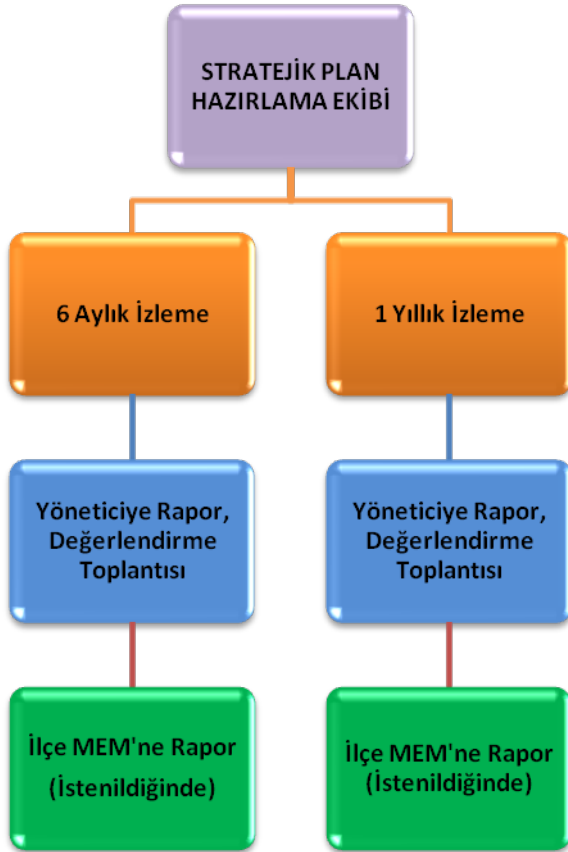 STRATEJİK PLAN
HAZIRLAMA EKİBİ
6 Aylık İzleme
1 Yıllık İzleme
Yöneticiye Rapor,
Değerlendirme
Toplantısı
Yöneticiye Rapor,
Değerlendirme
Toplantısı
İlçe MEM'ne Rapor
(İstenildiğinde)
İlçe MEM'ne Rapor
(İstenildiğinde)